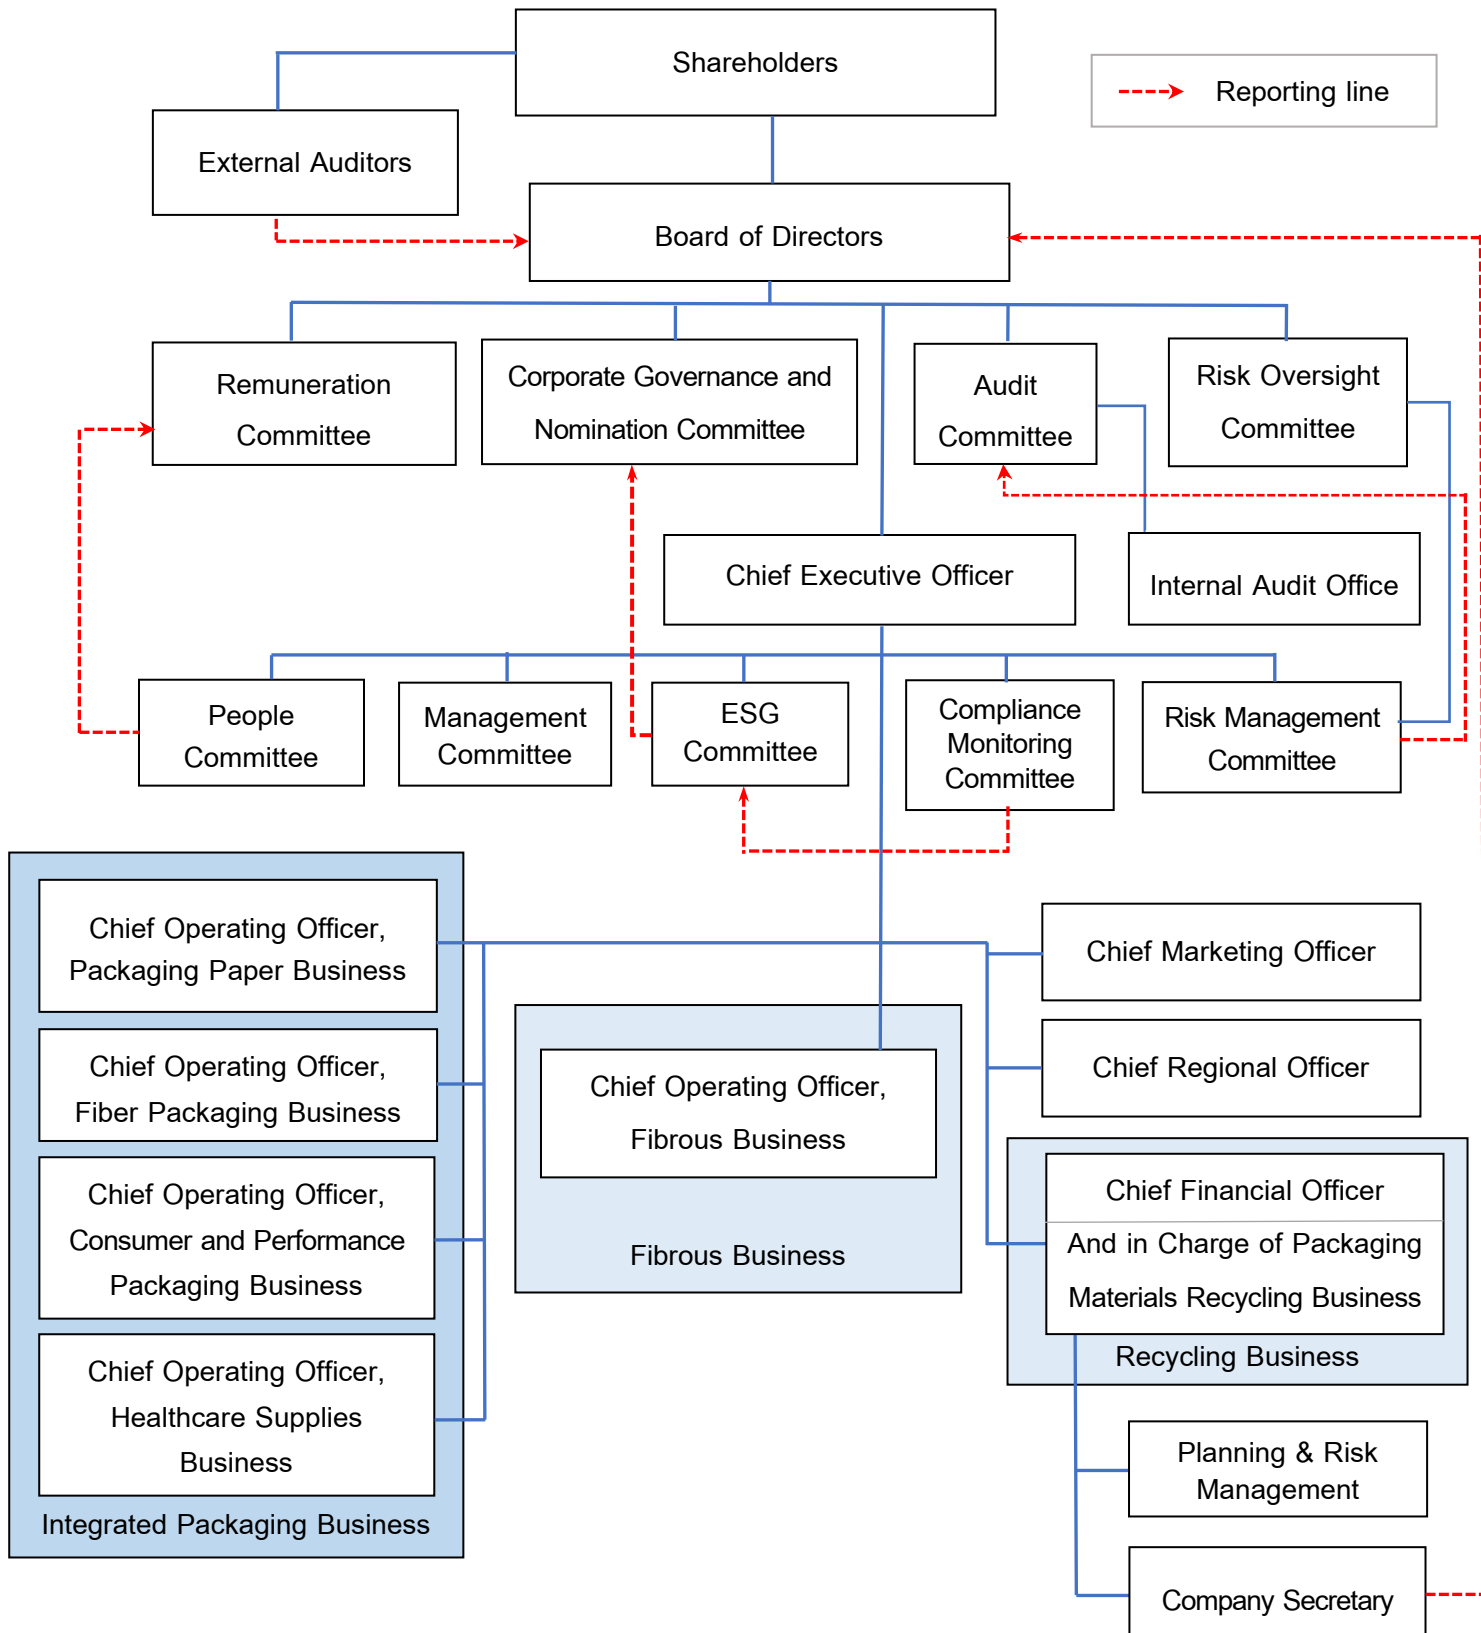 Shareholders
Reporting line
External Auditors
Board of Directors
Remuneration
Committee
Corporate Governance and
Nomination Committee
Audit
Committee
Risk Oversight
Committee
Chief Executive Officer
Internal Audit Office
People
Committee
Management
Committee
ESG
Committee
Compliance
Monitoring
Committee
Risk Management
Committee
Chief Operating Officer,
Packaging Paper Business
Chief Operating Officer,
Fiber Packaging Business
Chief Operating Officer,
Consumer and Performance
Packaging Business
Chief Operating Officer,
Healthcare Supplies
Business
Integrated Packaging Business
Chief Operating Officer,
Fibrous Business
Fibrous Business
Chief Marketing Officer
Chief Regional Officer
Chief Financial Officer
And in Charge of Packaging
Materials Recycling Business
Recycling Business
Planning & Risk
Management
Company Secretary